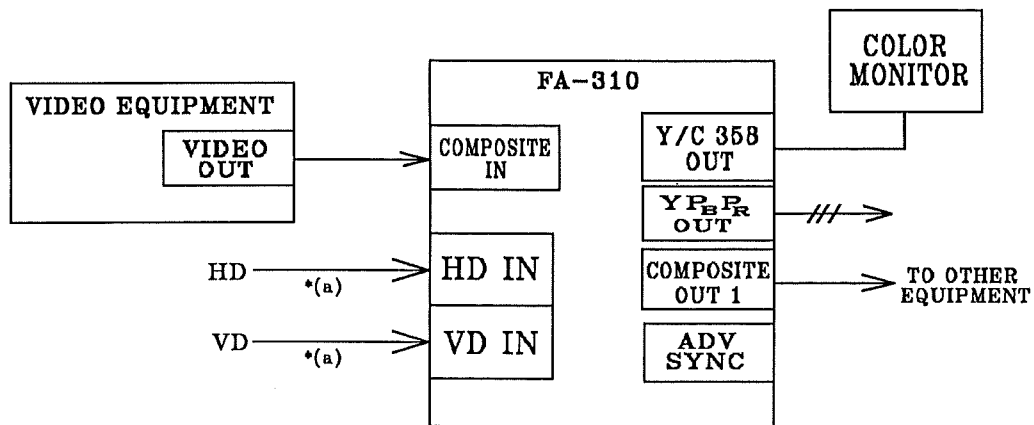 COLOR
MONITOR
FA-310
VIDEO EQUIPMENT
VIDEO
OUT
COMPOSITE
IN
Y/C 358
OUT
YPBPR
OUT
HD
*(a)
HD IN
COMPOSITE
OUT 1
TO OTHER
EQUIPMENT
VD
*(a)
VD IN
ADV
SYNC